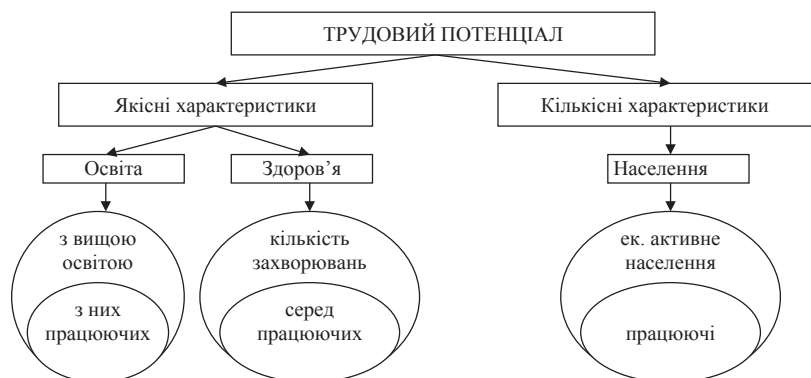 ТРУДОВИЙ ПОТЕНЦІАЛ
Якісні характеристики
Кількісні характеристики
Освіта
Здоров’я
Населення
з вищою
освітою
з них
працюючих
кількість
захворювань
серед
працюючих
ек. активне
населення
працюючі